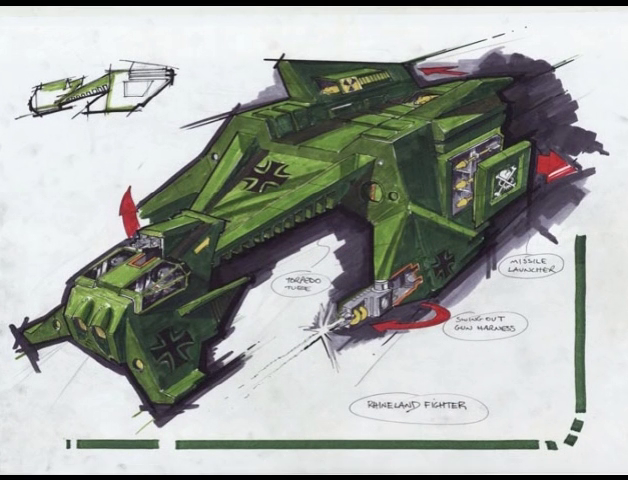 TORPEDO
TUBE
MISSILE
LAUNCHER
SWING OUT
GUN HARNESS
RHINELAND FIGHTER